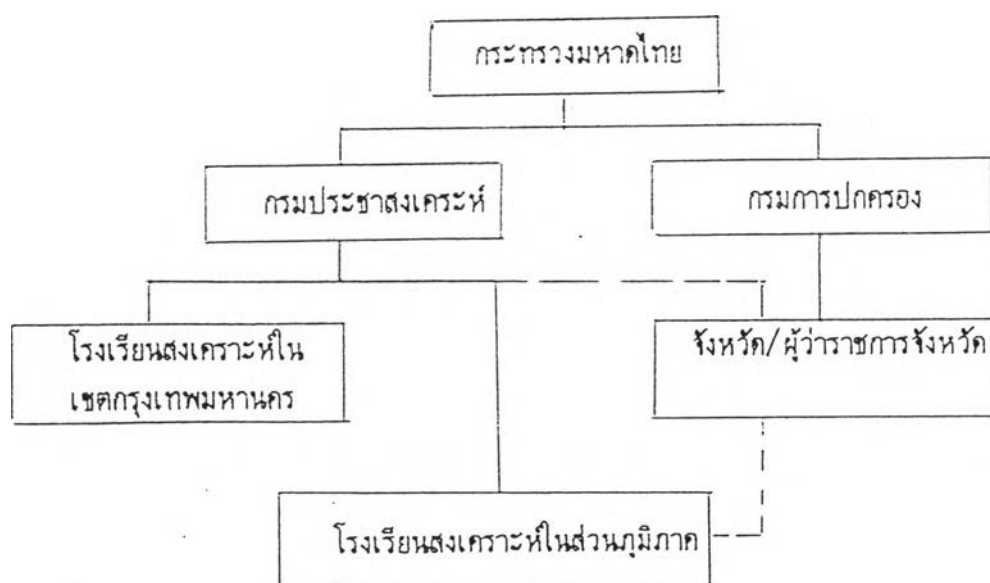 กระทรวงมหาดไทย
กรมประชาสงเคราะห์
กรมการปกครอง
โรงเรียนสงเคราะห์ใน
เขตกรุงเทพมหานคร
จังหวัด/ผู้ว่าราชการจังหวัด
โรงเรียนสงเคราะห์ในส่วนภูมิภาค